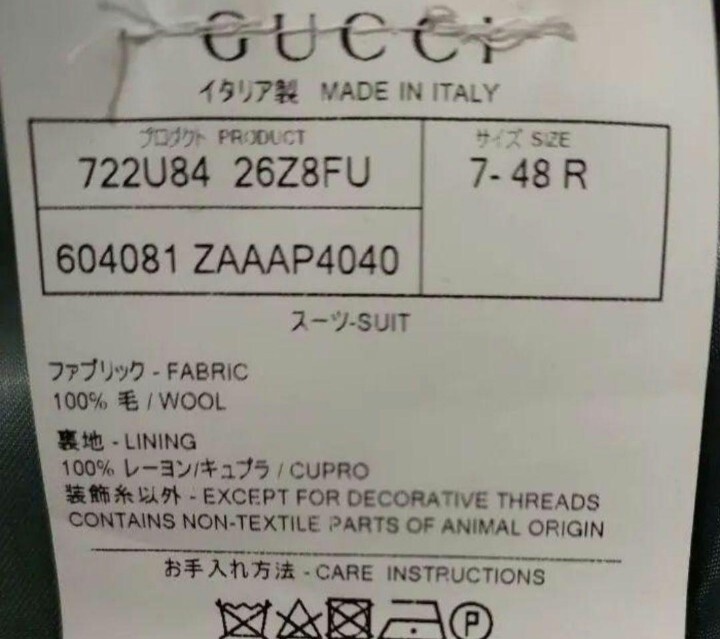 GUCCI
イタリア製 MADE IN ITALY
プロダクト PRODUCT
サイズ SIZE
722U84 26Z8FU
7- 48 R
604081 ZAAAP4040
スーツ-SUIT
ファブリック - FABRIC
100% 毛 / WOOL
裏地 - LINING
100% レーヨン/キュプラ / CUPRO
装飾糸以外 - EXCEPT FOR DECORATIVE THREADS
CONTAINS NON-TEXTILE PARTS OF ANIMAL ORIGIN
お手入れ方法 - CARE INSTRUCTIONS
P